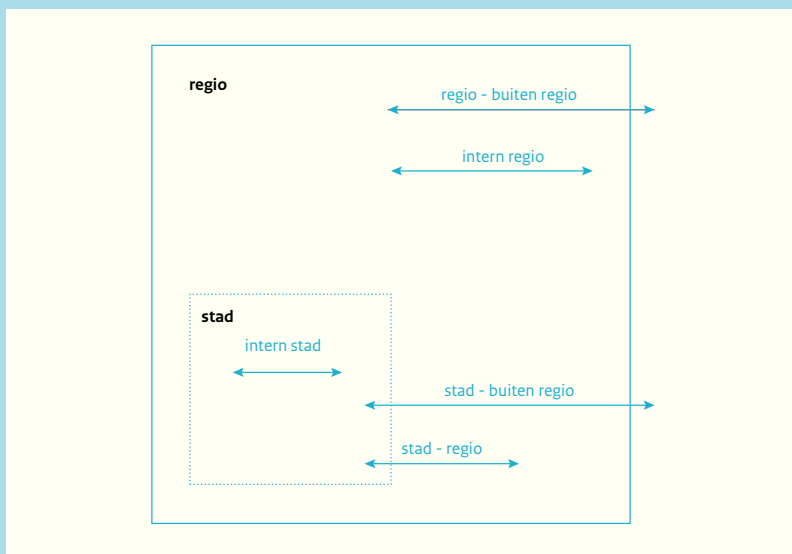 regio
regio - buiten regio
intern regio
stad
intern stad
stad - buiten regio
stad - regio